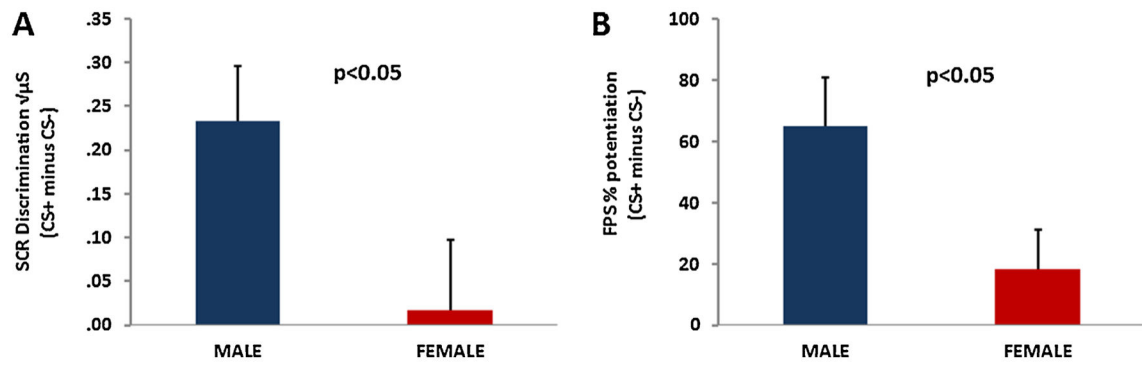 A
SCR Discrimination √µS
(CS+ minus CS-)
.35
.30
.25
.20
.15
.10
.05
.00
p<0.05
MALE
FEMALE
B
FPS % potentiation
(CS+ minus CS-)
100
80
60
40
20
0
p<0.05
MALE
FEMALE